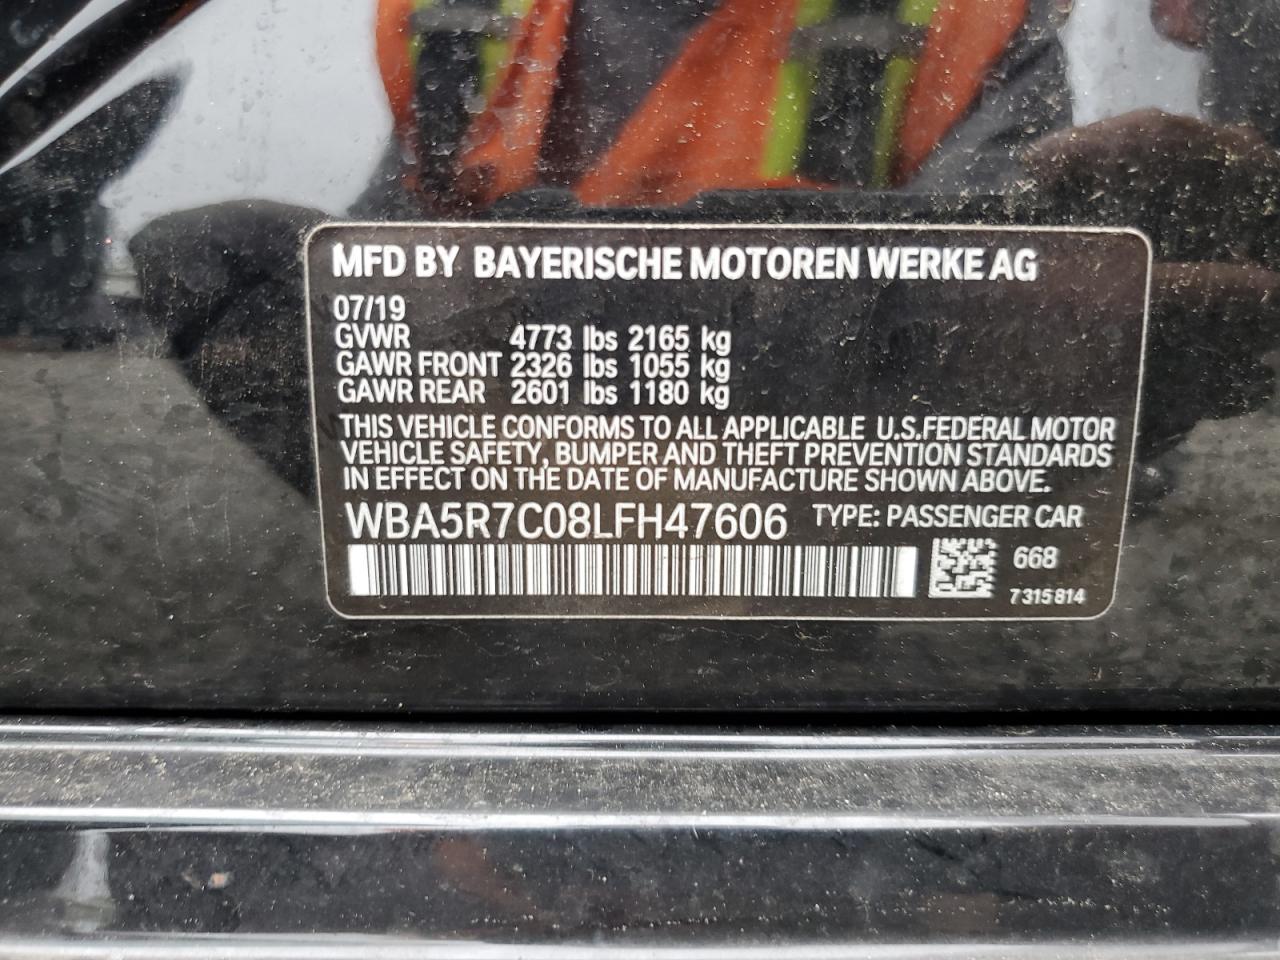 MFD BY BAYERISCHE MOTOREN WERKE AG
07/19
GVWR 4773 lbs 2165 kg
GAWR FRONT 2326 lbs 1055 kg
GAWR REAR 2601 lbs 1180 kg
THIS VEHICLE CONFORMS TO ALL APPLICABLE U.S.FEDERAL MOTOR
VEHICLE SAFETY, BUMPER AND THEFT PREVENTION STANDARDS
IN EFFECT ON THE DATE OF MANUFACTURE SHOWN ABOVE.
WBA5R7C08LFH47606 TYPE: PASSENGER CAR
668
7315814